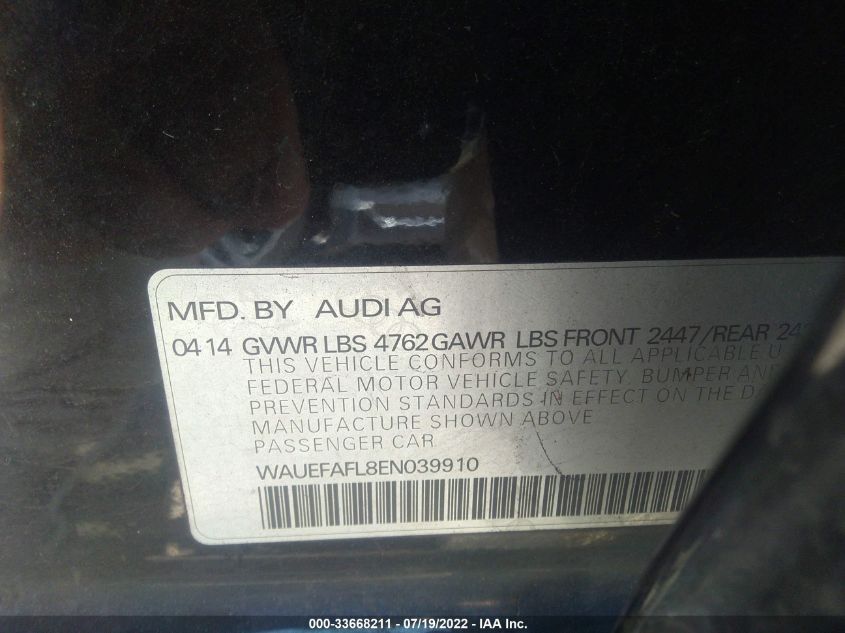 MFD. BY AUDI AG
04 14 GVWR LBS 4762 GAWR LBS FRONT 2447/REAR
THIS VEHICLE CONFORMS TO ALL APPLICABLE U
FEDERAL MOTOR VEHICLE SAFETY, BUMPER AND
PREVENTION STANDARDS IN EFFECT ON THE D
MANUFACTURE SHOWN ABOVE
PASSENGER CAR
WAUEFAFL8EN039910
000-33668211 - 07/19/2022 - IAA Inc.